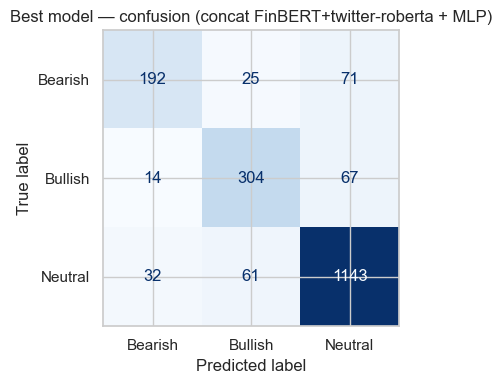 Best model — confusion (concat FinBERT+twitter-roberta + MLP)
True label
Bearish 192 25 71
Bullish 14 304 67
Neutral 32 61 1143
Bearish Bullish Neutral
Predicted label